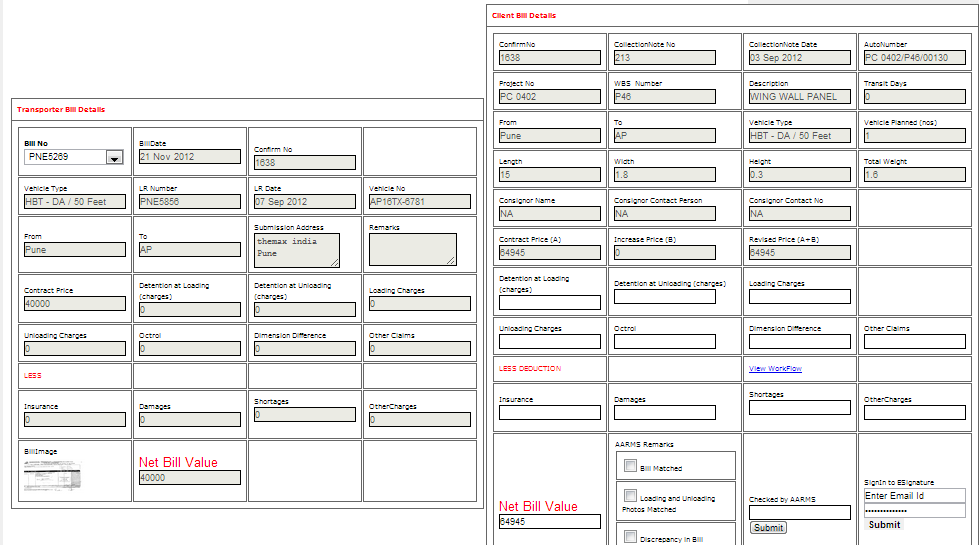 Transporter Bill Details
Bill No
BillDate
Confirm No
PNE5269
21 Nov 2012
1638
Vehicle Type
LR Number
LR Date
Vehicle No
HBT - DA / 50 Feet
PNE5856
07 Sep 2012
AP16TX-6781
From
To
Submission Address
Remarks
Pune
AP
themax india
Pune
Contract Price
Detention at Loading
(charges)
Detention at Unloading
(charges)
Loading Charges
40000
0
0
0
Unloading Charges
Octroi
Dimension Difference
Other Claims
0
0
0
0
LESS
Insurance
Damages
Shortages
OtherCharges
0
0
0
0
BillImage
Net Bill Value
40000
Client Bill Details
ConfirmNo
CollectionNote No
CollectionNote Date
AutoNumber
1638
213
03 Sep 2012
PC 0402/P46/00130
Project No
WBS Number
Description
Transit Days
PC 0402
P46
WING WALL PANEL
0
From
To
Vehicle Type
Vehicle Planned (nos)
Pune
AP
HBT - DA / 50 Feet
1
Length
Width
Height
Total Weight
15
1.8
0.3
1.6
Consignor Name
Consignor Contact Person
Consignor Contact No
NA
NA
NA
Contract Price (A)
Increase Price (B)
Revised Price (A+B)
64945
0
64945
Detention at Loading
(charges)
Detention at Unloading (charges)
Loading Charges
Unloading Charges
Octroi
Dimension Difference
Other Claims
LESS DEDUCTION
View WorkFlow
Insurance
Damages
Shortages
OtherCharges
Net Bill Value
64945
AARMS Remarks
Bill Matched
Loading and Unloading
Photos Matched
Discrepancy in Bill
Checked by AARMS
Submit
SignIn to ESignature
Enter Email Id
••••••••••••••
Submit